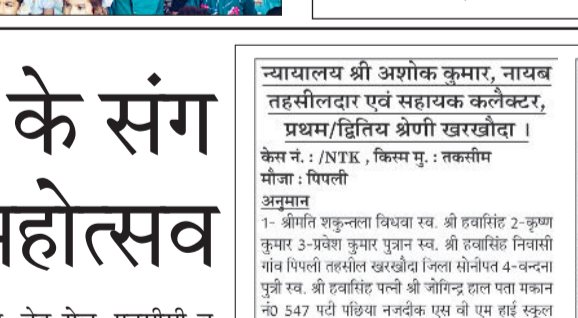 के संग
महोत्सव
न्यायालय श्री अशोक कुमार, नायब
तहसीलदार एवं सहायक कलैक्टर,
प्रथम/द्वितिय श्रेणी खरखौदा ।
केस नं. : /NTK , किस्म मु. : तकसीम
मौजा : पिपली
अनुमान
1- श्रीमति शकुन्तला विधवा स्व. श्री हवासिंह 2-कृष्ण
कुमार 3-प्रवेश कुमार पुत्रान स्व. श्री हवासिंह निवासी
गांव पिपली तहसील खरखौदा जिला सोनीपत 4-वन्दना
पुत्री स्व. श्री हवासिंह पत्नी श्री जोगिन्द्र हाल पता मकान
नं0 547 पटी पछिया नजदीक एस वी एम हाई स्कूल